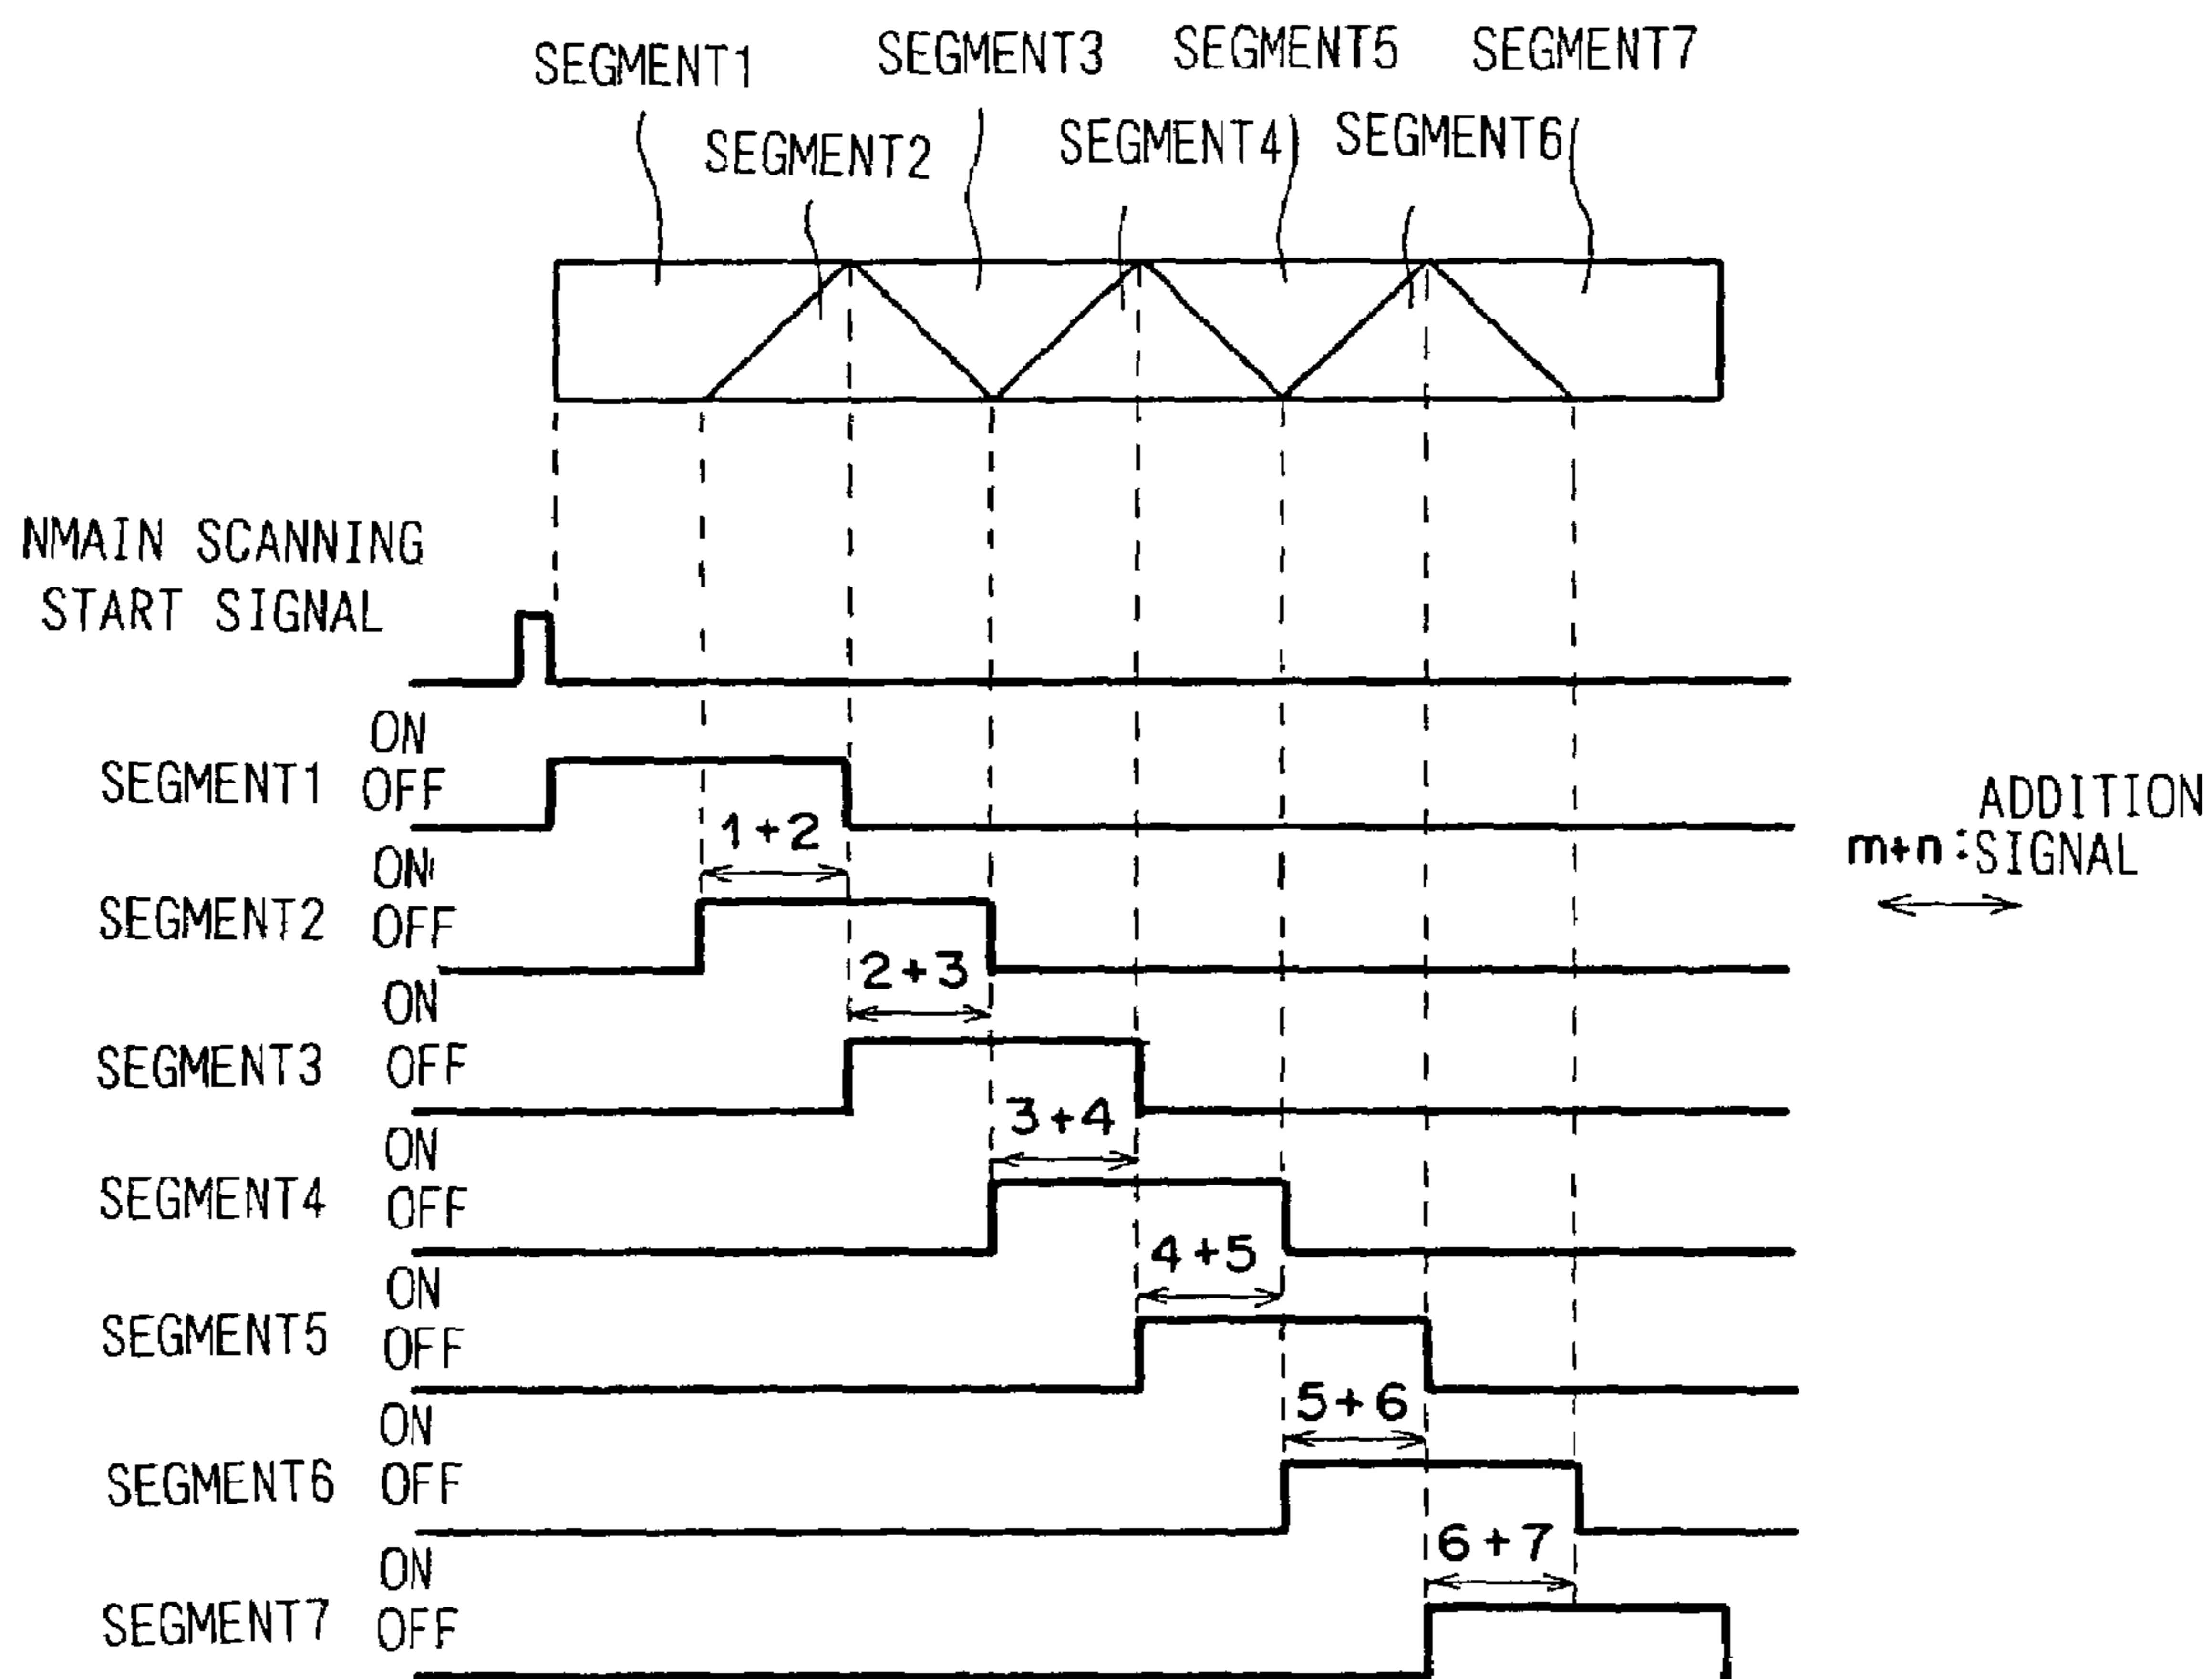 SEGMENT1
SEGMENT3
SEGMENT5
SEGMENT7
SEGMENT2
SEGMENT4
SEGMENT6
NMAIN SCANNING
START SIGNAL
ON
SEGMENT1 OFF
1+2
ADDITION
m+n:SIGNAL
ON
SEGMENT2 OFF
2+3
ON
SEGMENT3 OFF
3+4
ON
SEGMENT4 OFF
4+5
ON
SEGMENT5 OFF
5+6
ON
SEGMENT6 OFF
6+7
ON
SEGMENT7 OFF